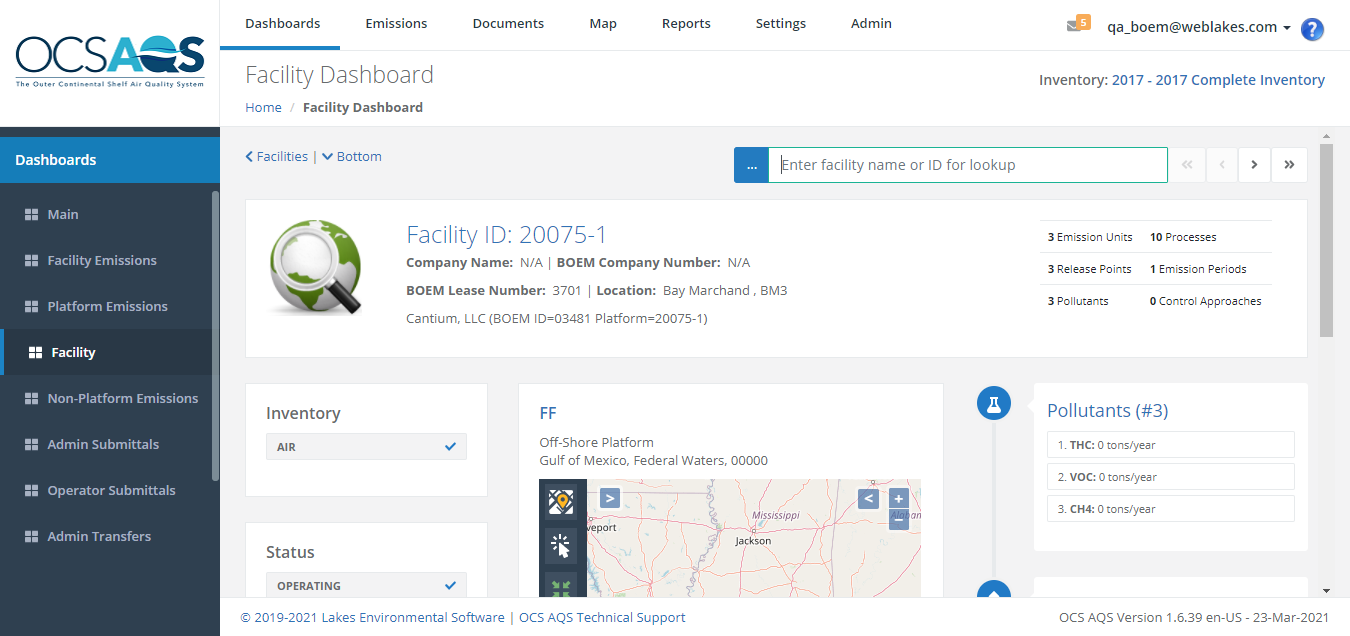 OCSAQS
The Outer Continental Shelf Air Quality System
Dashboards Emissions Documents Map Reports Settings Admin
5 qa_boem@weblakes.com ?
Facility Dashboard
Home / Facility Dashboard
Inventory: 2017 - 2017 Complete Inventory
Dashboards
Main
Facility Emissions
Platform Emissions
Facility
Non-Platform Emissions
Admin Submittals
Operator Submittals
Admin Transfers
Facilities | Bottom
... Enter facility name or ID for lookup « ‹ › »
Facility ID: 20075-1
Company Name: N/A | BOEM Company Number: N/A
BOEM Lease Number: 3701 | Location: Bay Marchand , BM3
Cantium, LLC (BOEM ID=03481 Platform=20075-1)
3 Emission Units 10 Processes
3 Release Points 1 Emission Periods
3 Pollutants 0 Control Approaches
Inventory
AIR
Status
OPERATING
FF
Off-Shore Platform
Gulf of Mexico, Federal Waters, 00000
> < +
Mississippi Alaban
−
veport
Jackson
Pollutants (#3)
1. THC: 0 tons/year
2. VOC: 0 tons/year
3. CH4: 0 tons/year
© 2019-2021 Lakes Environmental Software | OCS AQS Technical Support
OCS AQS Version 1.6.39 en-US - 23-Mar-2021